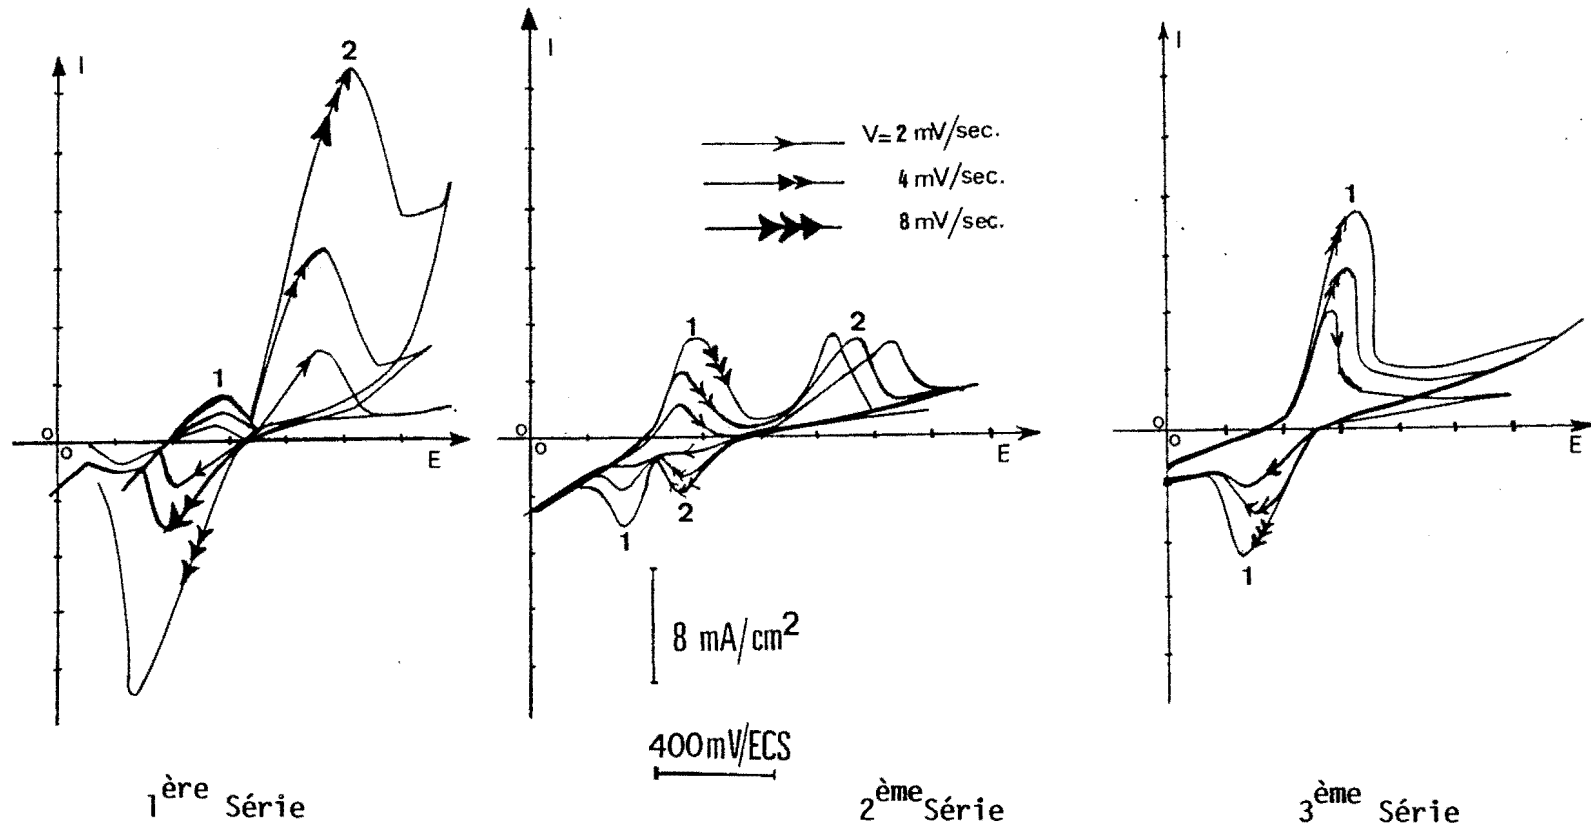 I
2
1
O
O
E
I
V=2 mV/sec.
4 mV/sec.
8 mV/sec.
1
2
O
O
E
1
2
8 mA/cm2
400mV/ECS
I
1
O
O
E
1
1ère Série
2ème Série
3ème Série